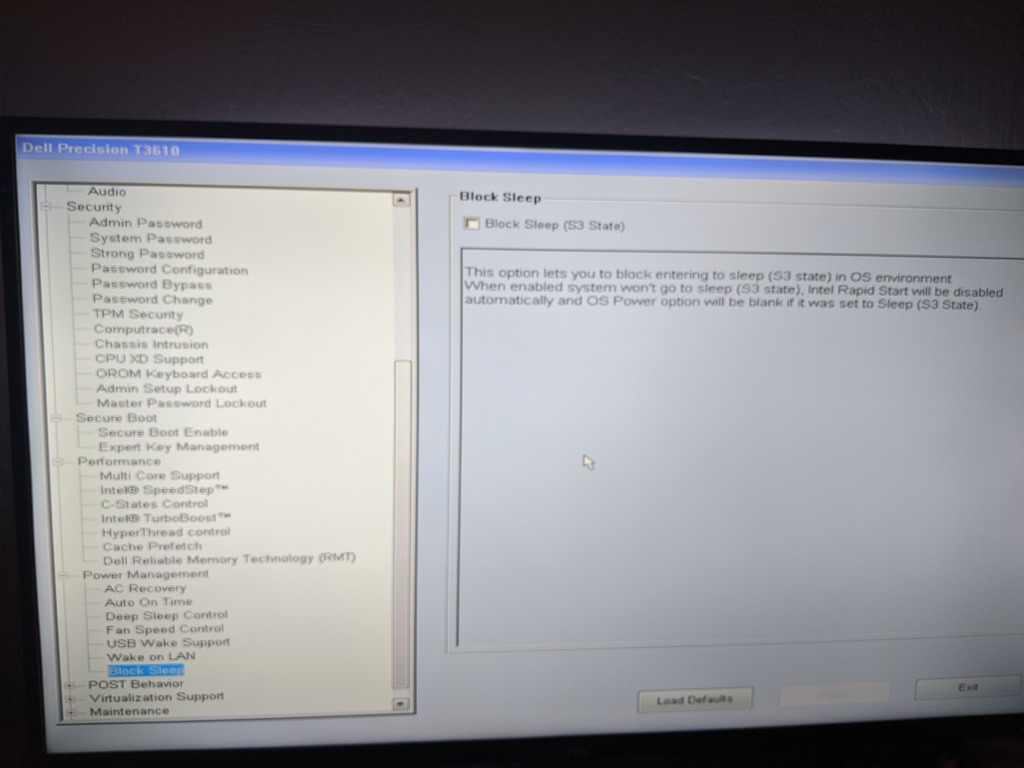 Dell Precision T3610
Audio
Security
Admin Password
System Password
Strong Password
Password Configuration
Password Bypass
Password Change
TPM Security
Computrace(R)
Chassis Intrusion
CPU XD Support
OROM Keyboard Access
Admin Setup Lockout
Master Password Lockout
Secure Boot
Secure Boot Enable
Expert Key Management
Performance
Multi Core Support
Intel® SpeedStep™
C-States Control
Intel® TurboBoost™
HyperThread control
Cache Prefetch
Dell Reliable Memory Technology (RMT)
Power Management
AC Recovery
Auto On Time
Deep Sleep Control
Fan Speed Control
USB Wake Support
Wake on LAN
Block Sleep
POST Behavior
Virtualization Support
Maintenance
Block Sleep
Block Sleep (S3 State)
This option lets you to block entering to sleep (S3 state) in OS environment
When enabled system won't go to sleep (S3 state), Intel Rapid Start will be disabled
automatically and OS Power option will be blank if it was set to Sleep (S3 State).
Load Defaults
Exit